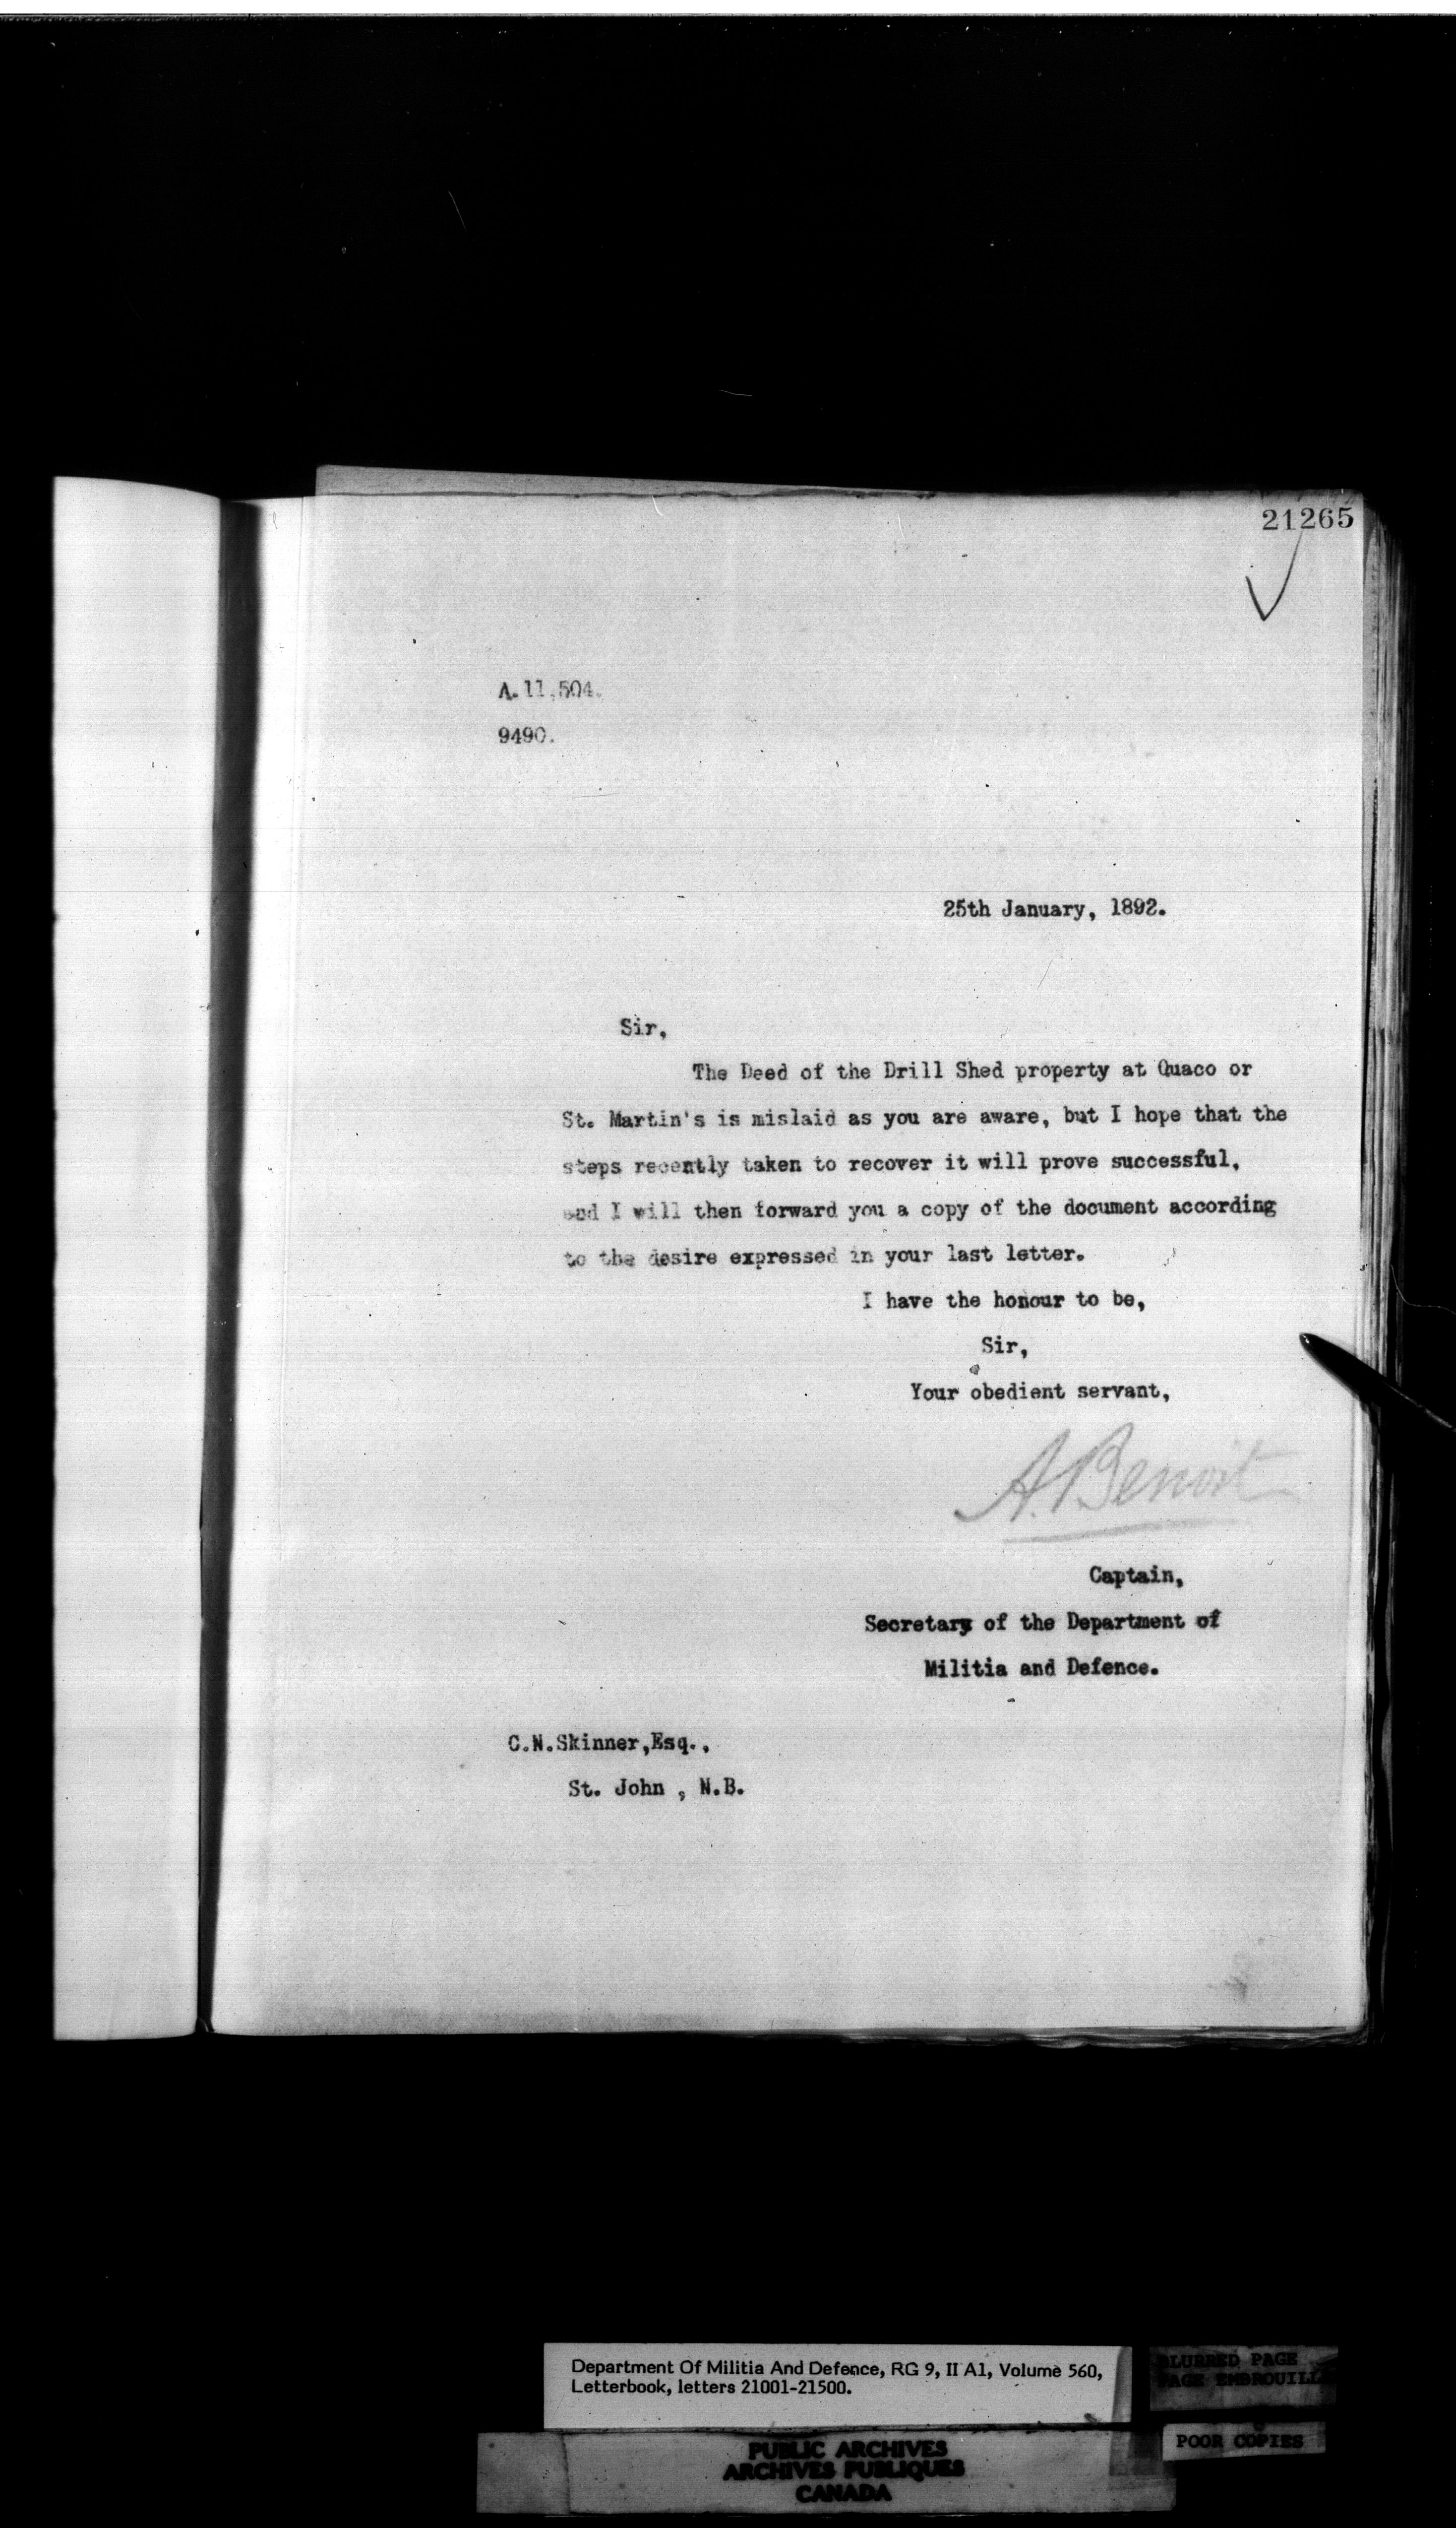 21265
A.11,504.
9490.
25th January, 1892.
Sir,
The Deed of the Drill Shed property at Quaco or
St. Martin's is mislaid as you are aware, but I hope that the
steps recently taken to recover it will prove successful,
and I will then forward you a copy of the document according
to the desire expressed in your last letter.
I have the honour to be,
Sir,
Your obedient servant,
A. Benoit
Captain,
Secretary of the Department of
Militia and Defence.
C.N.Skinner,Esq.,
St. John , N.B.
Department Of Militia And Defence, RG 9, II A1, Volume 560,
Letterbook, letters 21001-21500.
BLURRED PAGE
PAGE EMBROUILLÉ
POOR COPIES
PUBLIC ARCHIVES
ARCHIVES PUBLIQUES
CANADA